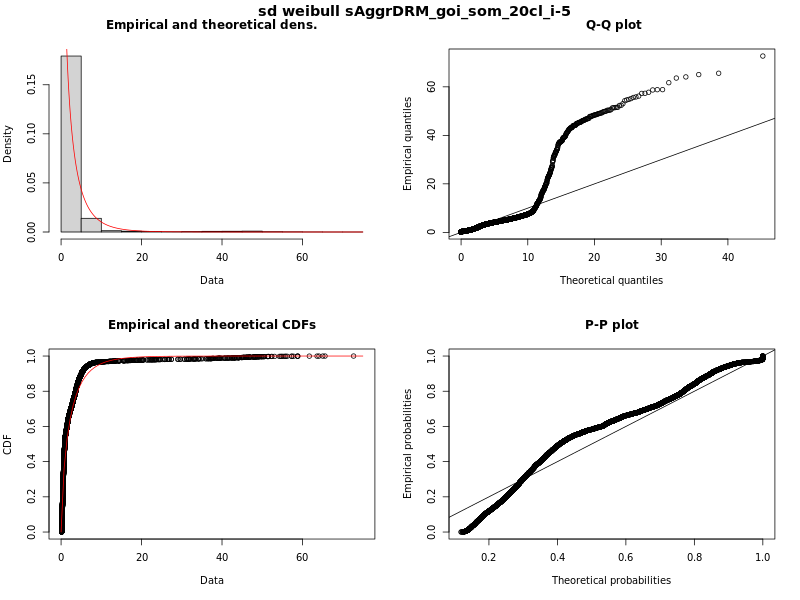 sd weibull sAggrDRM_goi_som_20cl_i-5
Empirical and theoretical dens.
Density
0.00 0.05 0.10 0.15
0 20 40 60
Data
Q-Q plot
Empirical quantiles
0 20 40 60
0 10 20 30 40
Theoretical quantiles
Empirical and theoretical CDFs
CDF
0.0 0.2 0.4 0.6 0.8 1.0
0 20 40 60
Data
P-P plot
Empirical probabilities
0.0 0.2 0.4 0.6 0.8 1.0
0.2 0.4 0.6 0.8 1.0
Theoretical probabilities